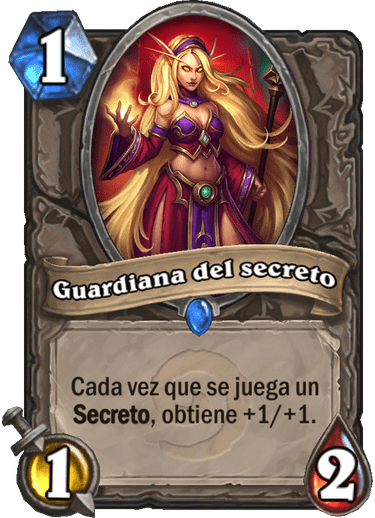 1
Guardiana del secreto
Cada vez que se juega un
Secreto, obtiene +1/+1.
1
2